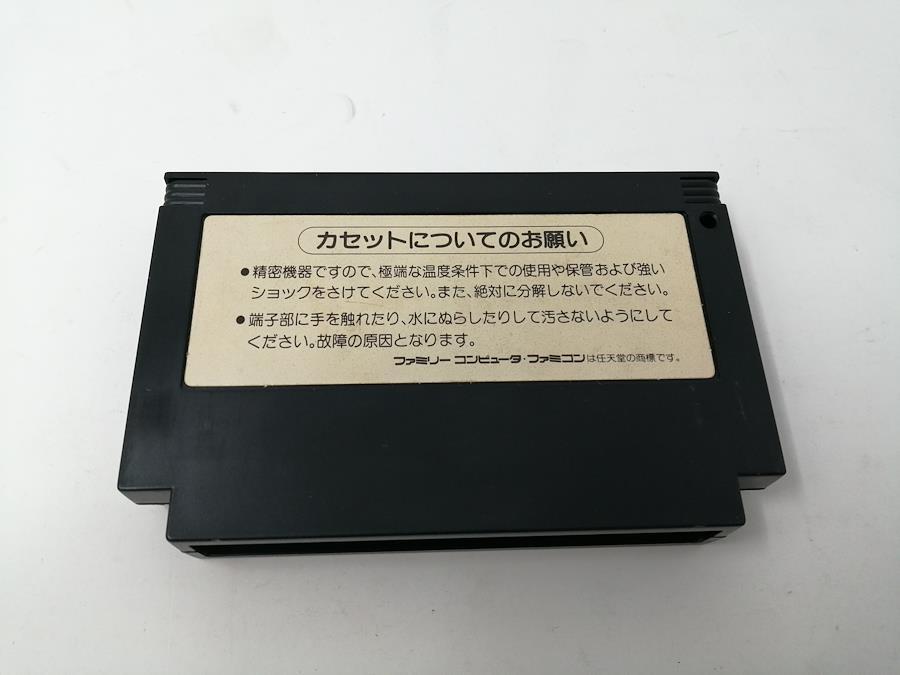 カセットについてのお願い
●精密機器ですので、極端な温度条件下での使用や保管および強い
ショックをさけてください。また、絶対に分解しないでください。
●端子部に手を触れたり、水にぬらしたりして汚さないようにして
ください。故障の原因となります。
ファミリー コンピュータ・ファミコンは任天堂の商標です。